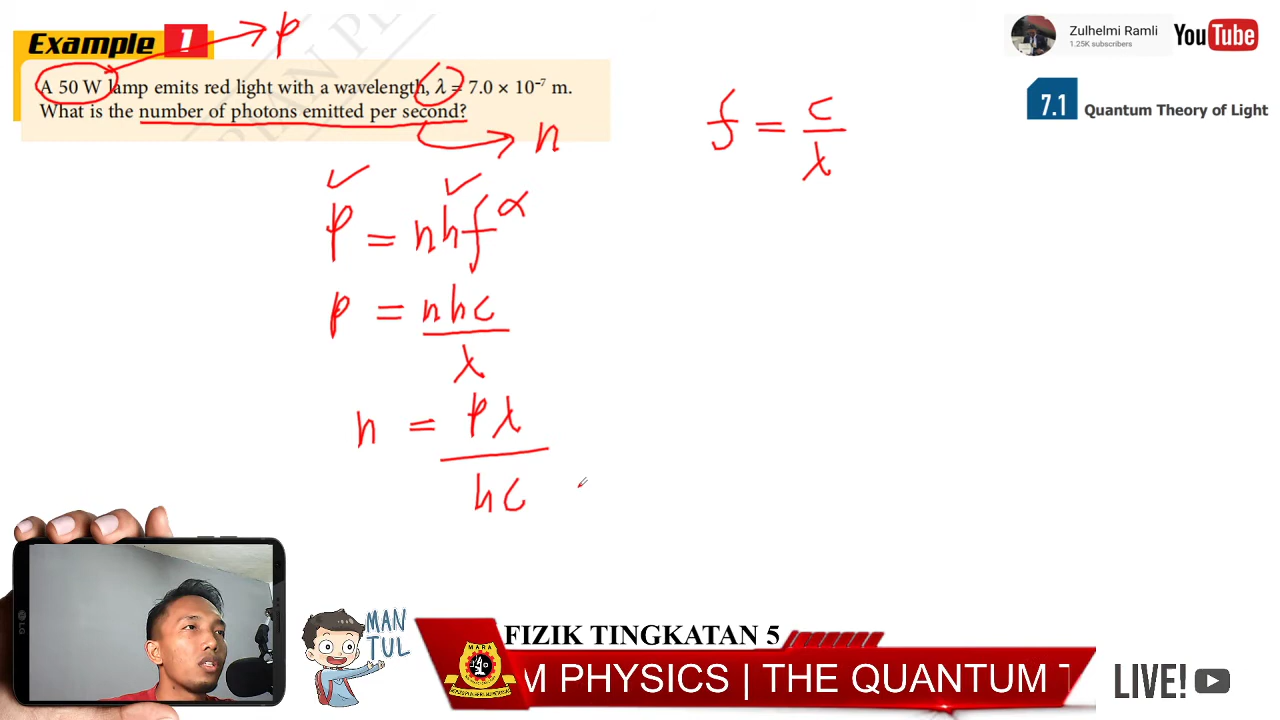 Example 1
p
A 50 W lamp emits red light with a wavelength, λ = 7.0 × 10⁻⁷ m.
What is the number of photons emitted per second?
n
Zulhelmi Ramli
1.25K subscribers
YouTube
7.1 Quantum Theory of Light
f = c/λ
P = nhf
P = nhc/λ
n = Pλ/hc
LG
MAN
TUL
MARA
FIZIK TINGKATAN 5
M PHYSICS | THE QUANTUM T
LIVE!